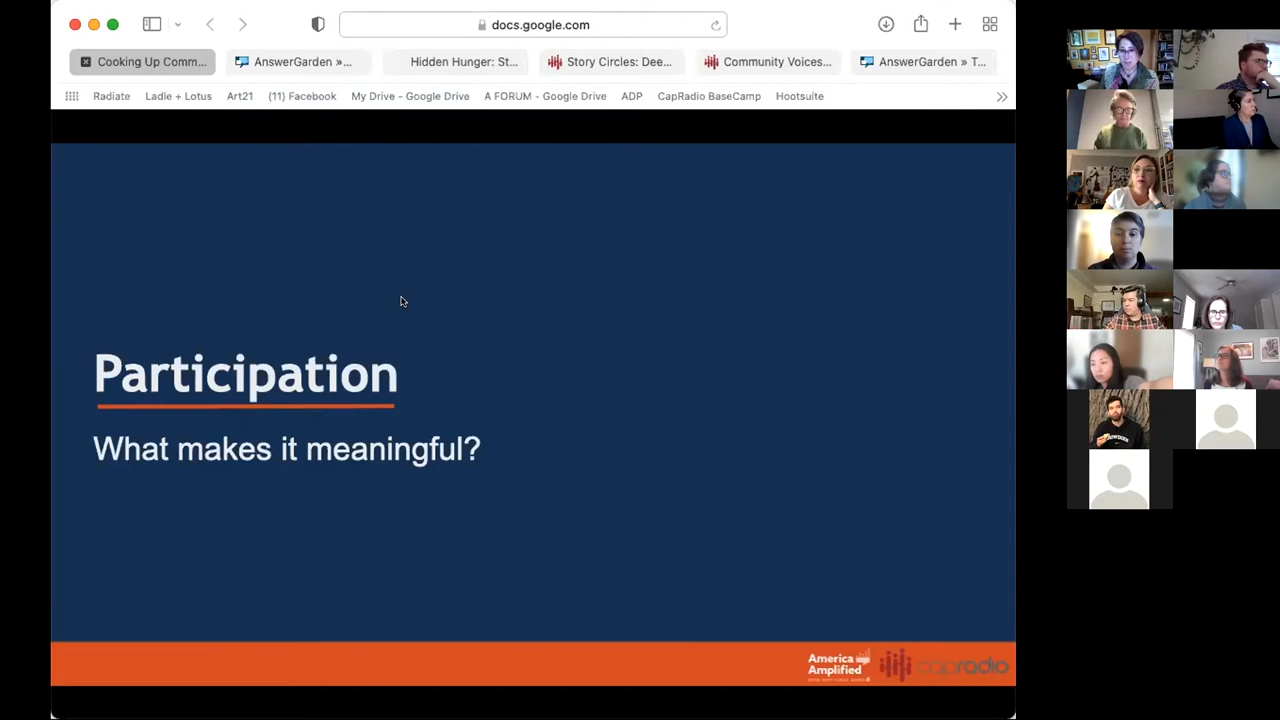 docs.google.com
Cooking Up Comm...
AnswerGarden »...
Hidden Hunger: St...
Story Circles: Dee...
Community Voices...
AnswerGarden » T...
Radiate
Ladle + Lotus
Art21
(11) Facebook
My Drive – Google Drive
A FORUM - Google Drive
ADP
CapRadio BaseCamp
Hootsuite
Participation
What makes it meaningful?
America
Amplified
capradio